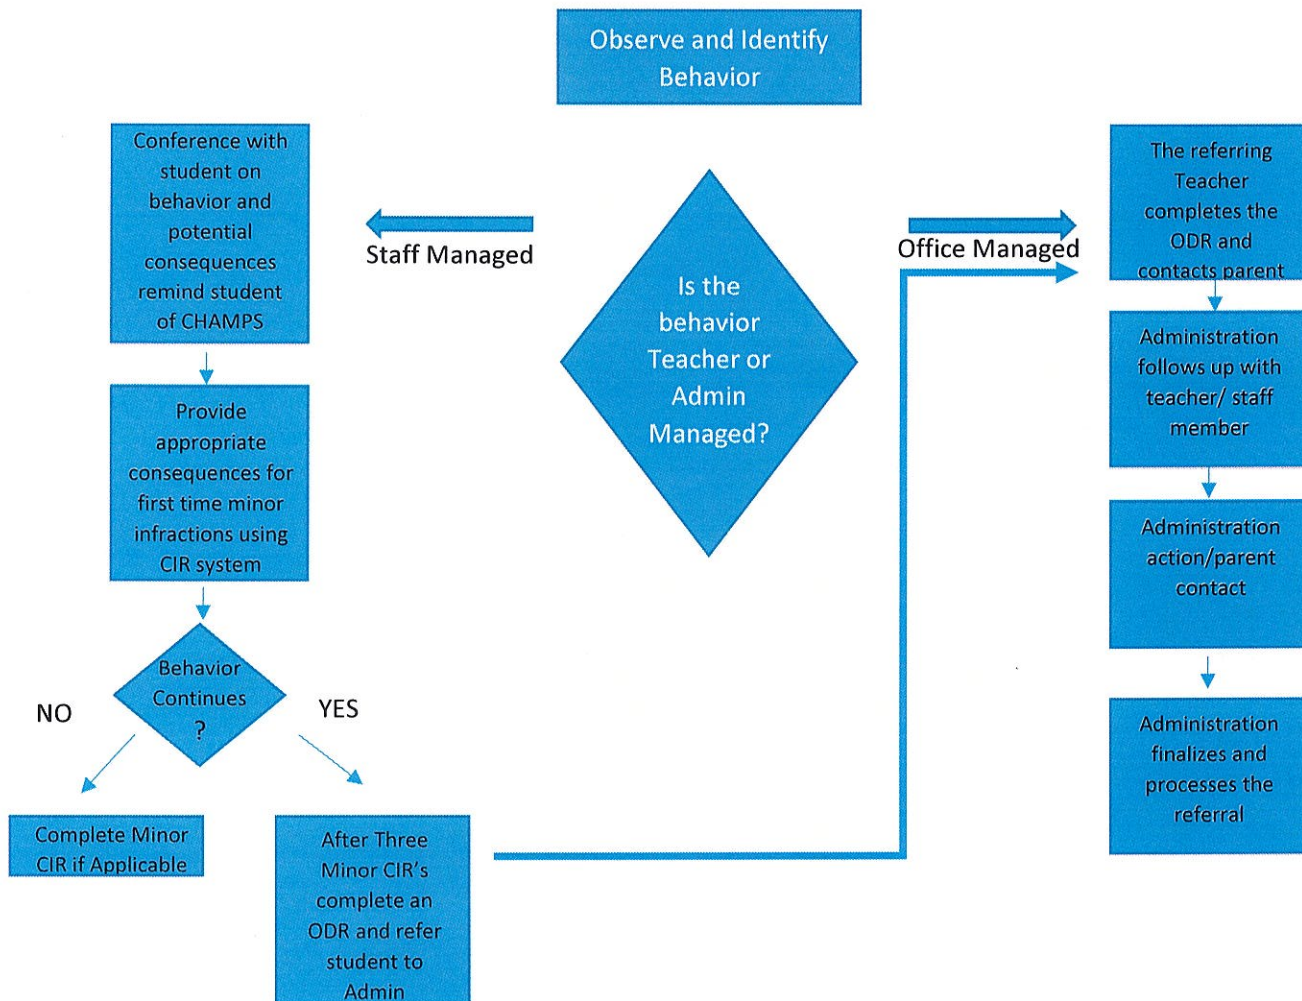 Observe and Identify
Behavior
Conference with
student on
behavior and
potential
consequences
remind student
of CHAMPS
Staff Managed
Is the
behavior
Teacher or
Admin
Managed?
Office Managed
The referring
Teacher
completes the
ODR and
contacts parent
Administration
follows up with
teacher/ staff
member
Administration
action/parent
contact
Administration
finalizes and
processes the
referral
Provide
appropriate
consequences for
first time minor
infractions using
CIR system
Behavior
Continues
?
NO
YES
Complete Minor
CIR if Applicable
After Three
Minor CIR's
complete an
ODR and refer
student to
Admin